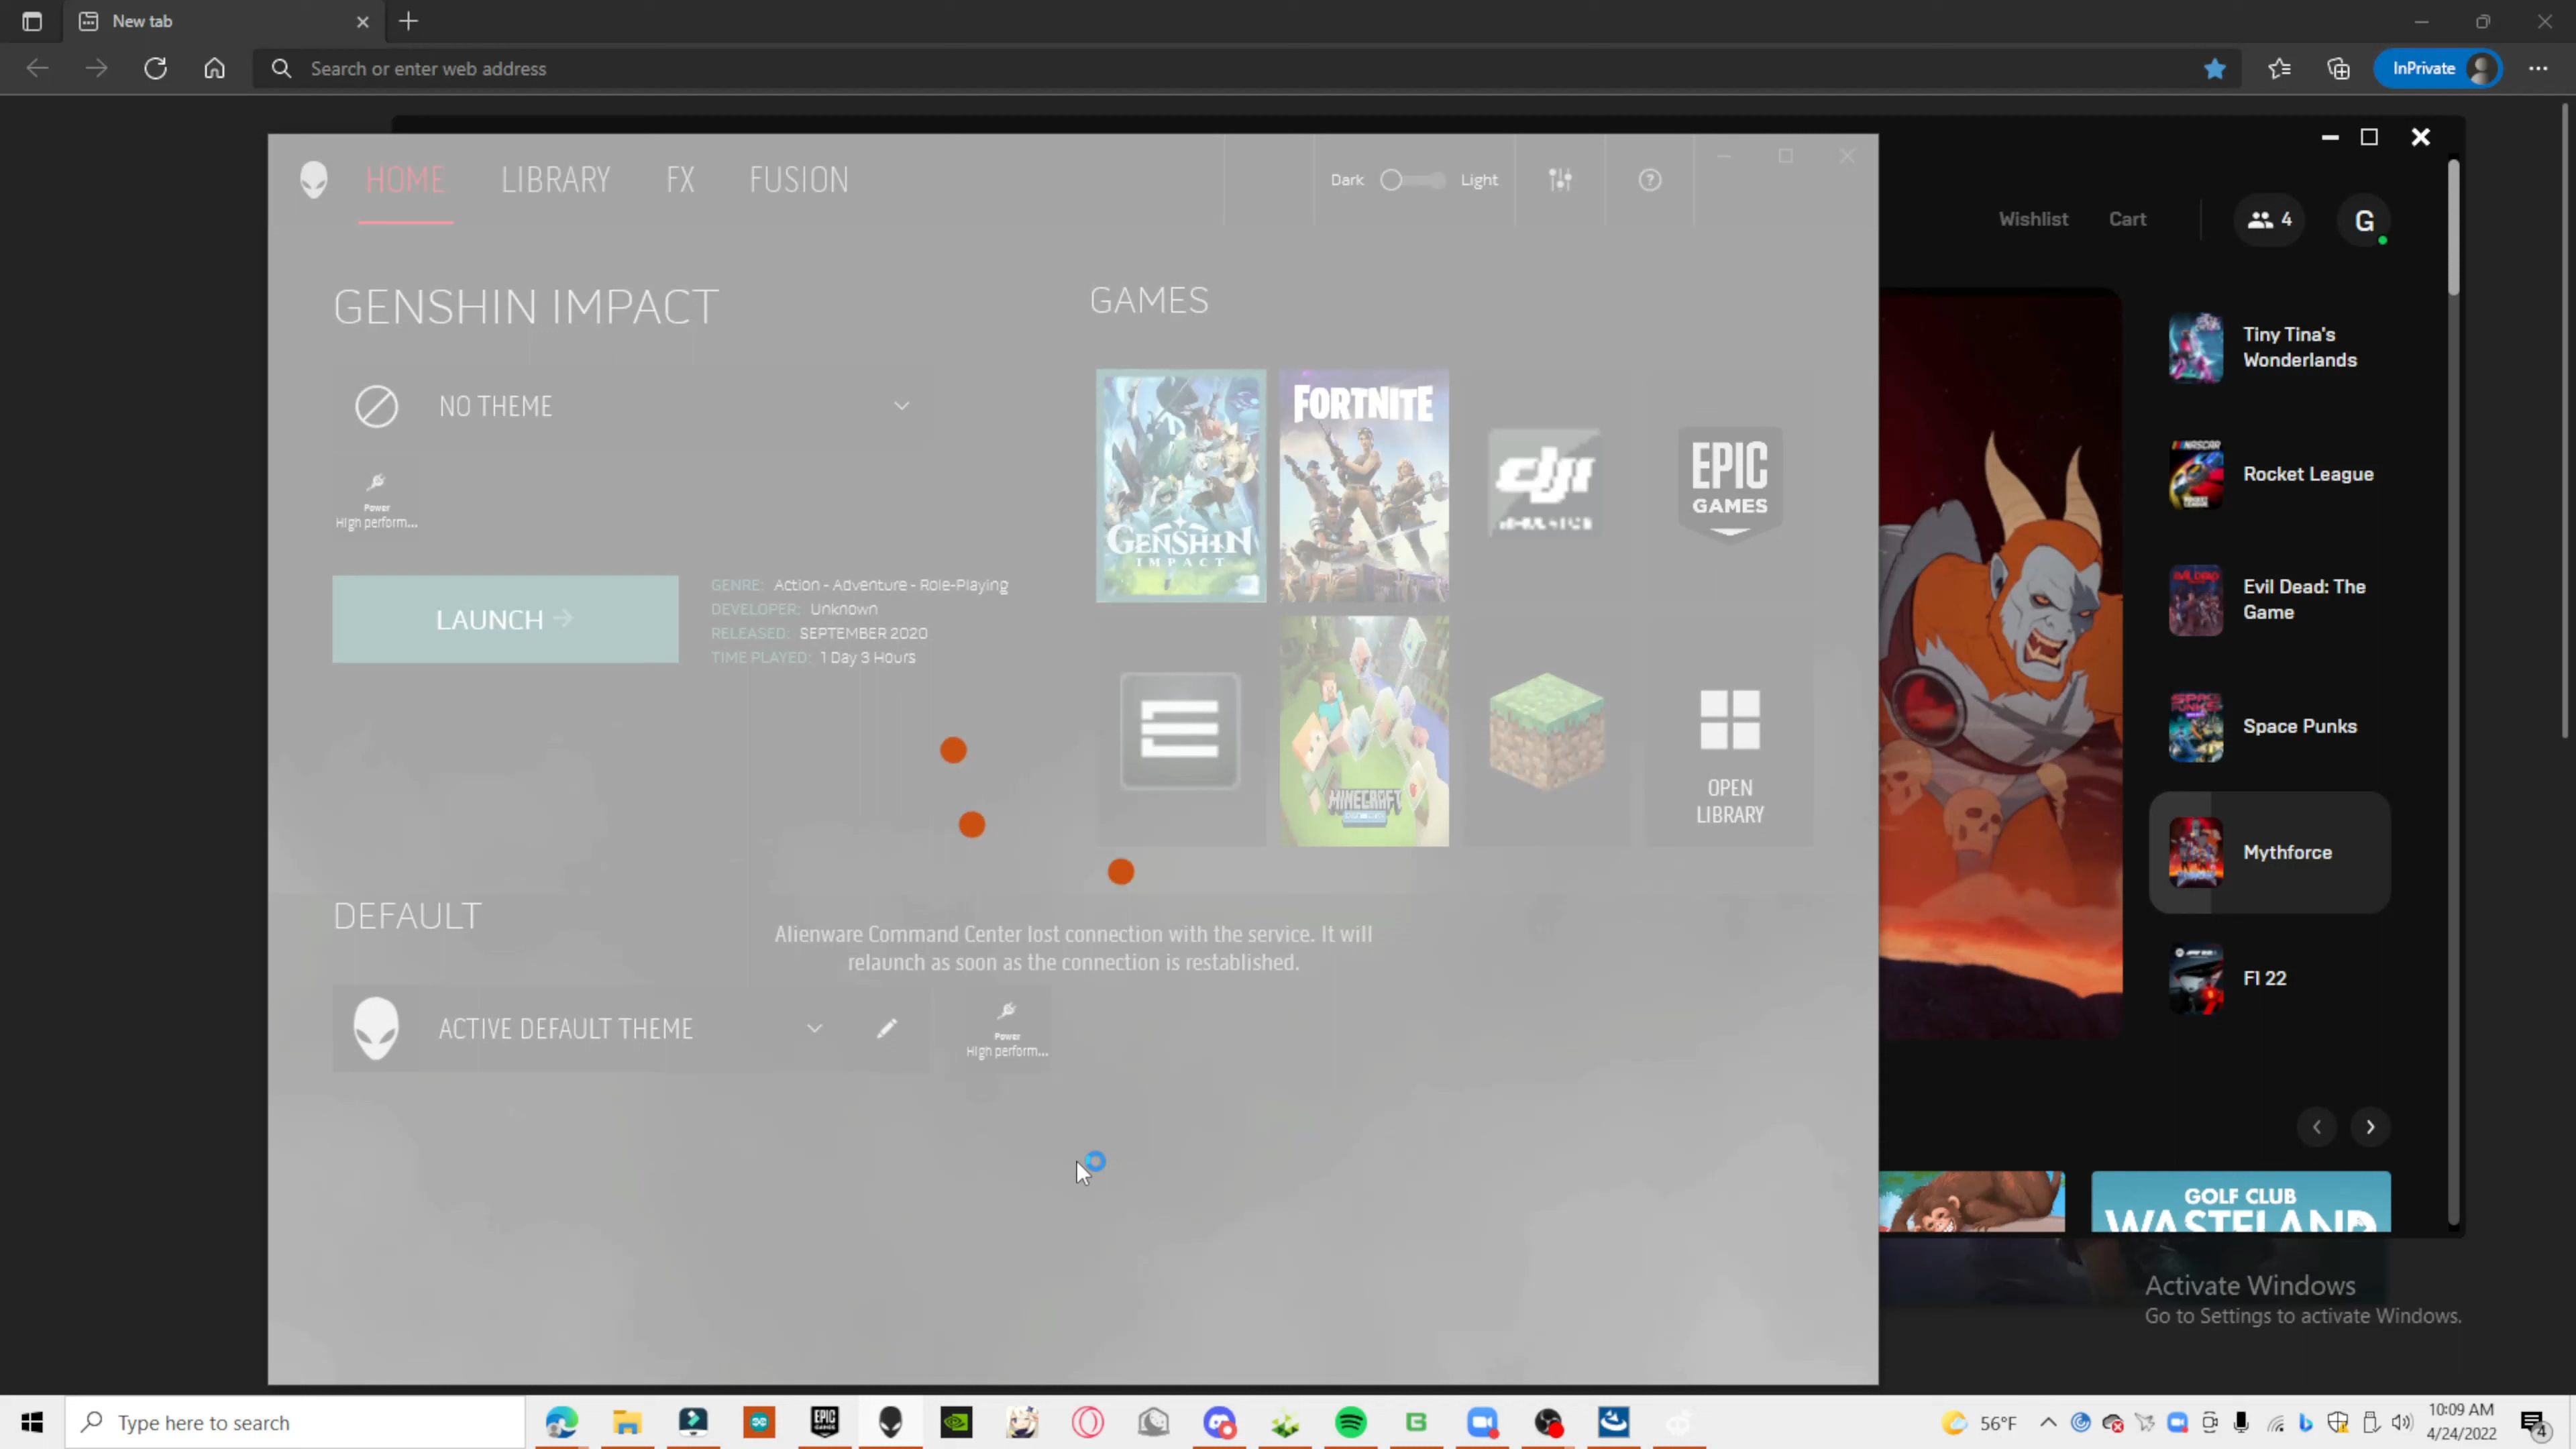 New tab
Search or enter web address
InPrivate
HOME
LIBRARY
FX
FUSION
Dark
Light
Wishlist
Cart
4
G
GENSHIN IMPACT
NO THEME
Power
High perform...
LAUNCH
GENRE: Action - Adventure - Role-Playing
DEVELOPER: Unknown
RELEASED: SEPTEMBER 2020
TIME PLAYED: 1 Day 3 Hours
GAMES
GENSHIN
IMPACT
FORTNITE
dji
EPIC
GAMES
MINECRAFT
OPEN
LIBRARY
Alienware Command Center lost connection with the service. It will
relaunch as soon as the connection is restablished.
DEFAULT
ACTIVE DEFAULT THEME
Power
High perform...
Tiny Tina's
Wonderlands
Rocket League
Evil Dead: The
Game
Space Punks
Mythforce
F1 22
GOLF CLUB
WASTELAND
Activate Windows
Go to Settings to activate Windows.
Type here to search
EPIC
GAMES
56°F
10:09 AM
4/24/2022
4